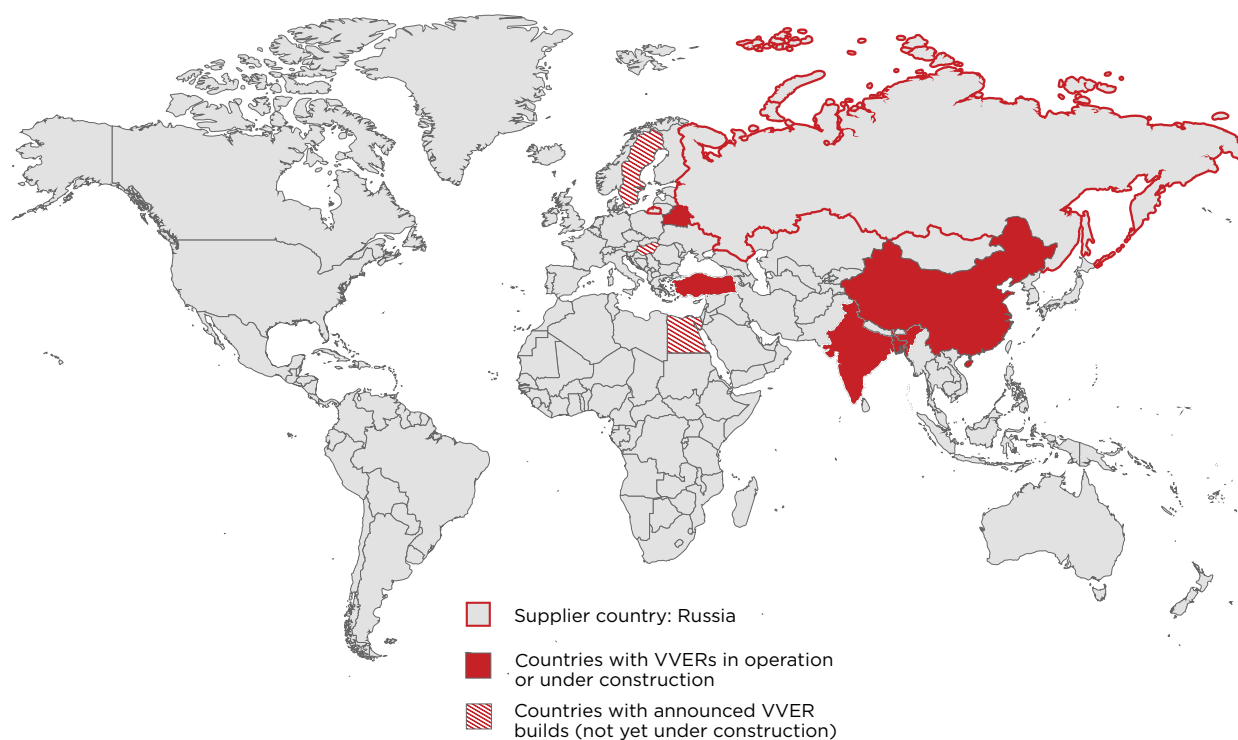 Supplier country: Russia
Countries with VVERs in operation
or under construction
Countries with announced VVER
builds (not yet under construction)